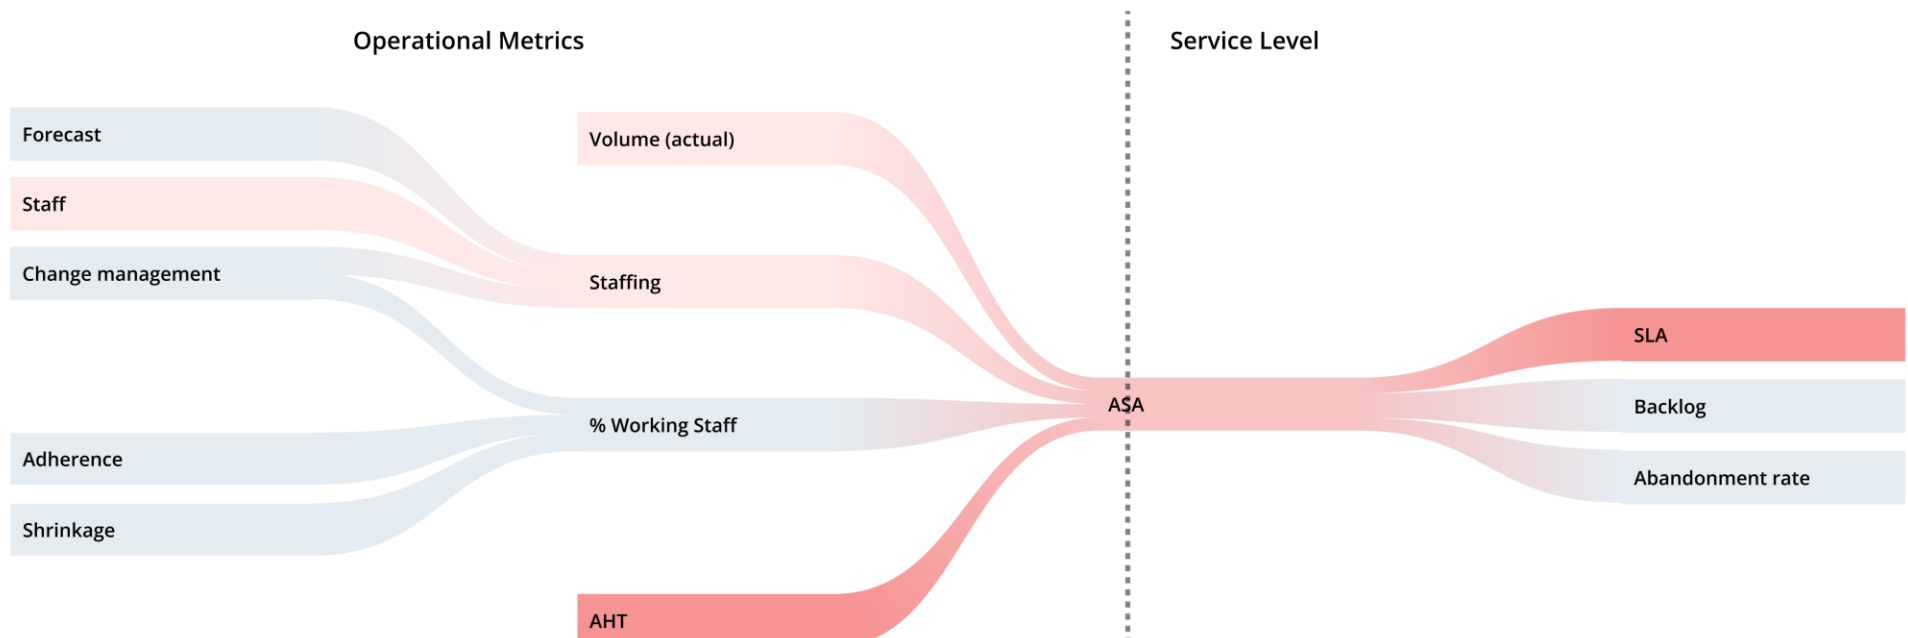 Operational Metrics
Service Level
Forecast
Staff
Change management
Adherence
Shrinkage
Volume (actual)
Staffing
% Working Staff
AHT
ASA
SLA
Backlog
Abandonment rate